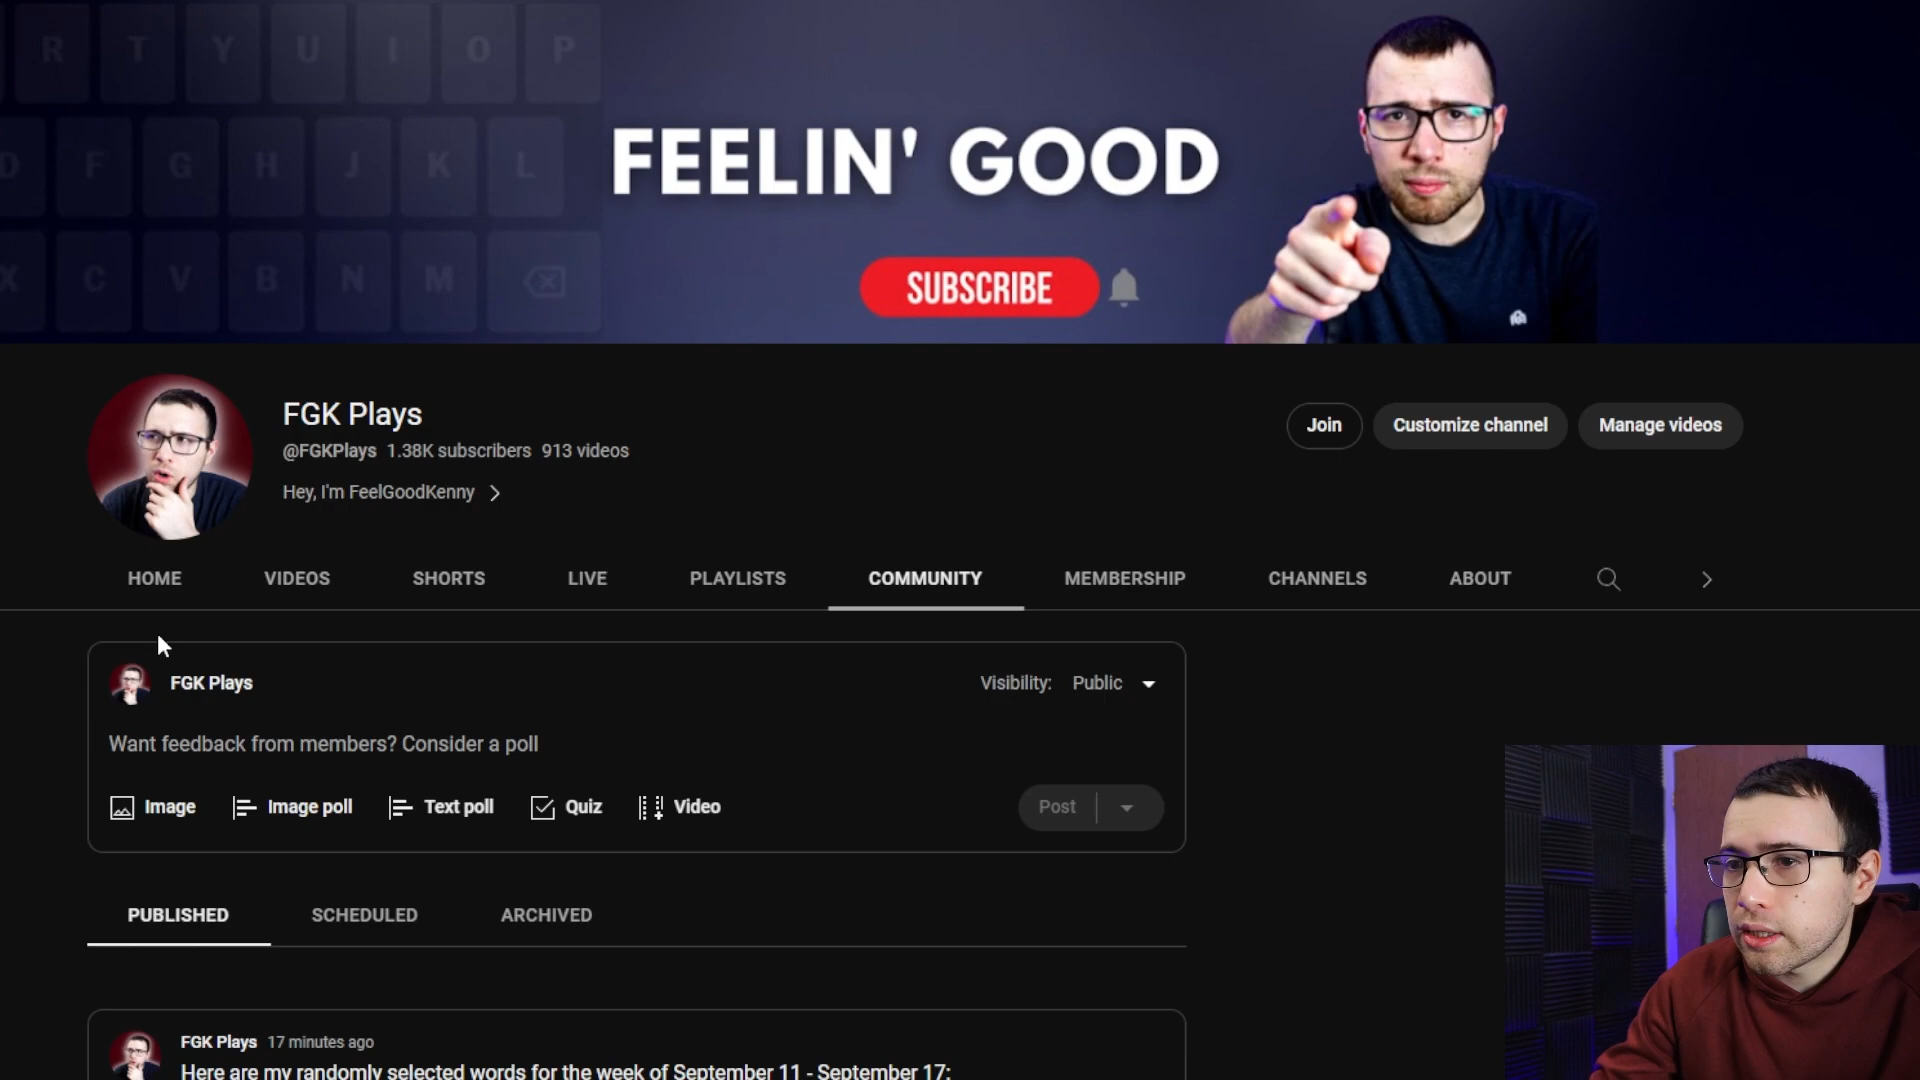 R T Y U I O P
D F G H J K L
X C V B N M
FEELIN' GOOD
SUBSCRIBE
FGK Plays
@FGKPlays 1.38K subscribers 913 videos
Hey, I'm FeelGoodKenny
Join Customize channel Manage videos
HOME VIDEOS SHORTS LIVE PLAYLISTS COMMUNITY MEMBERSHIP CHANNELS ABOUT
FGK Plays Visibility: Public
Want feedback from members? Consider a poll
Image Image poll Text poll Quiz Video Post
PUBLISHED SCHEDULED ARCHIVED
FGK Plays 17 minutes ago
Here are my randomly selected words for the week of September 11 - September 17: